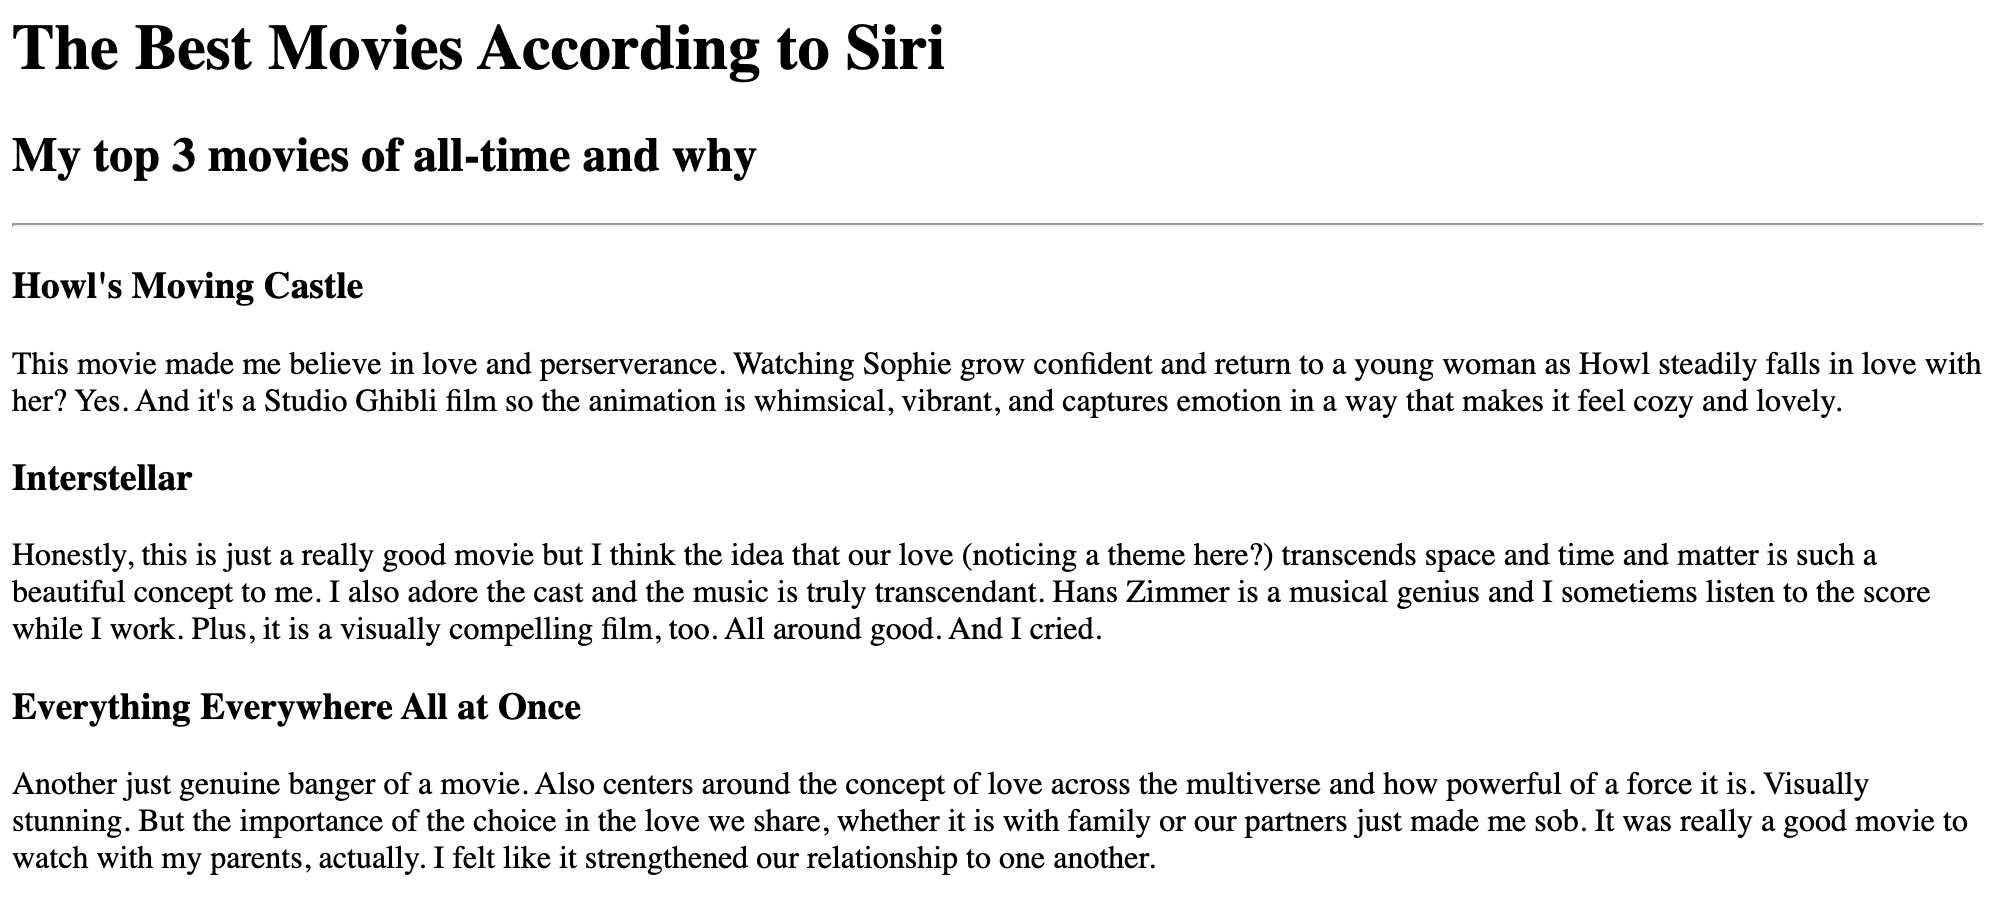 The Best Movies According to Siri
My top 3 movies of all-time and why
Howl's Moving Castle
This movie made me believe in love and perserverance. Watching Sophie grow confident and return to a young woman as Howl steadily falls in love with
her? Yes. And it's a Studio Ghibli film so the animation is whimsical, vibrant, and captures emotion in a way that makes it feel cozy and lovely.
Interstellar
Honestly, this is just a really good movie but I think the idea that our love (noticing a theme here?) transcends space and time and matter is such a
beautiful concept to me. I also adore the cast and the music is truly transcendant. Hans Zimmer is a musical genius and I sometiems listen to the score
while I work. Plus, it is a visually compelling film, too. All around good. And I cried.
Everything Everywhere All at Once
Another just genuine banger of a movie. Also centers around the concept of love across the multiverse and how powerful of a force it is. Visually
stunning. But the importance of the choice in the love we share, whether it is with family or our partners just made me sob. It was really a good movie to
watch with my parents, actually. I felt like it strengthened our relationship to one another.